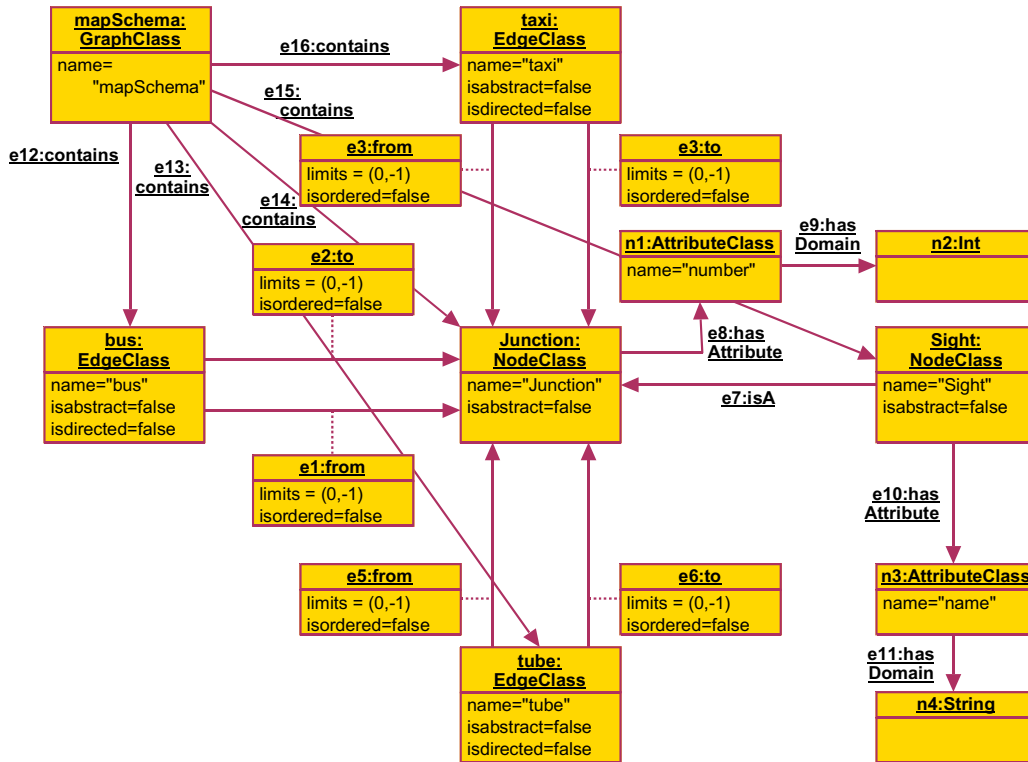 mapSchema:
GraphClass
name=
"mapSchema"
e16:contains
taxi:
EdgeClass
name="taxi"
isabstract=false
isdirected=false
e15:
contains
e12:contains
e13:
contains
e14:
contains
e3:from
limits = (0,-1)
isordered=false
e3:to
limits = (0,-1)
isordered=false
e2:to
limits = (0,-1)
isordered=false
n1:AttributeClass
name="number"
e9:has
Domain
n2:Int
bus:
EdgeClass
name="bus"
isabstract=false
isdirected=false
Junction:
NodeClass
name="Junction"
isabstract=false
e8:has
Attribute
Sight:
NodeClass
name="Sight"
isabstract=false
e7:isA
e1:from
limits = (0,-1)
isordered=false
e10:has
Attribute
e5:from
limits = (0,-1)
isordered=false
e6:to
limits = (0,-1)
isordered=false
n3:AttributeClass
name="name"
tube:
EdgeClass
name="tube"
isabstract=false
isdirected=false
e11:has
Domain
n4:String